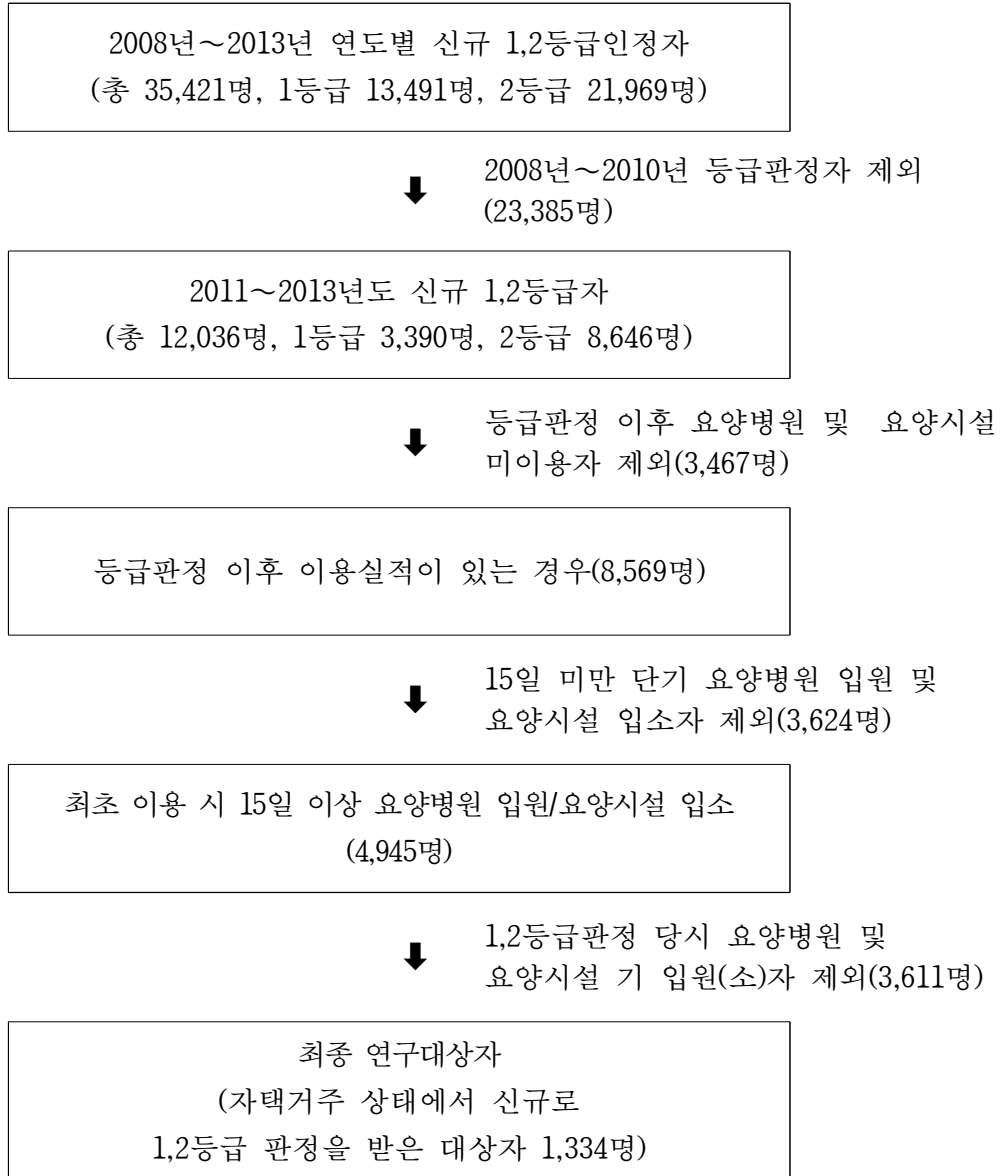 2008년～2013년 연도별 신규 1,2등급인정자
(총 35,421명, 1등급 13,491명, 2등급 21,969명)
2008년～2010년 등급판정자 제외
(23,385명)
2011～2013년도 신규 1,2등급자
(총 12,036명, 1등급 3,390명, 2등급 8,646명)
등급판정 이후 요양병원 및 요양시설
미이용자 제외(3,467명)
등급판정 이후 이용실적이 있는 경우(8,569명)
15일 미만 단기 요양병원 입원 및
요양시설 입소자 제외(3,624명)
최초 이용 시 15일 이상 요양병원 입원/요양시설 입소
(4,945명)
1,2등급판정 당시 요양병원 및
요양시설 기 입원(소)자 제외(3,611명)
최종 연구대상자
(자택거주 상태에서 신규로
1,2등급 판정을 받은 대상자 1,334명)